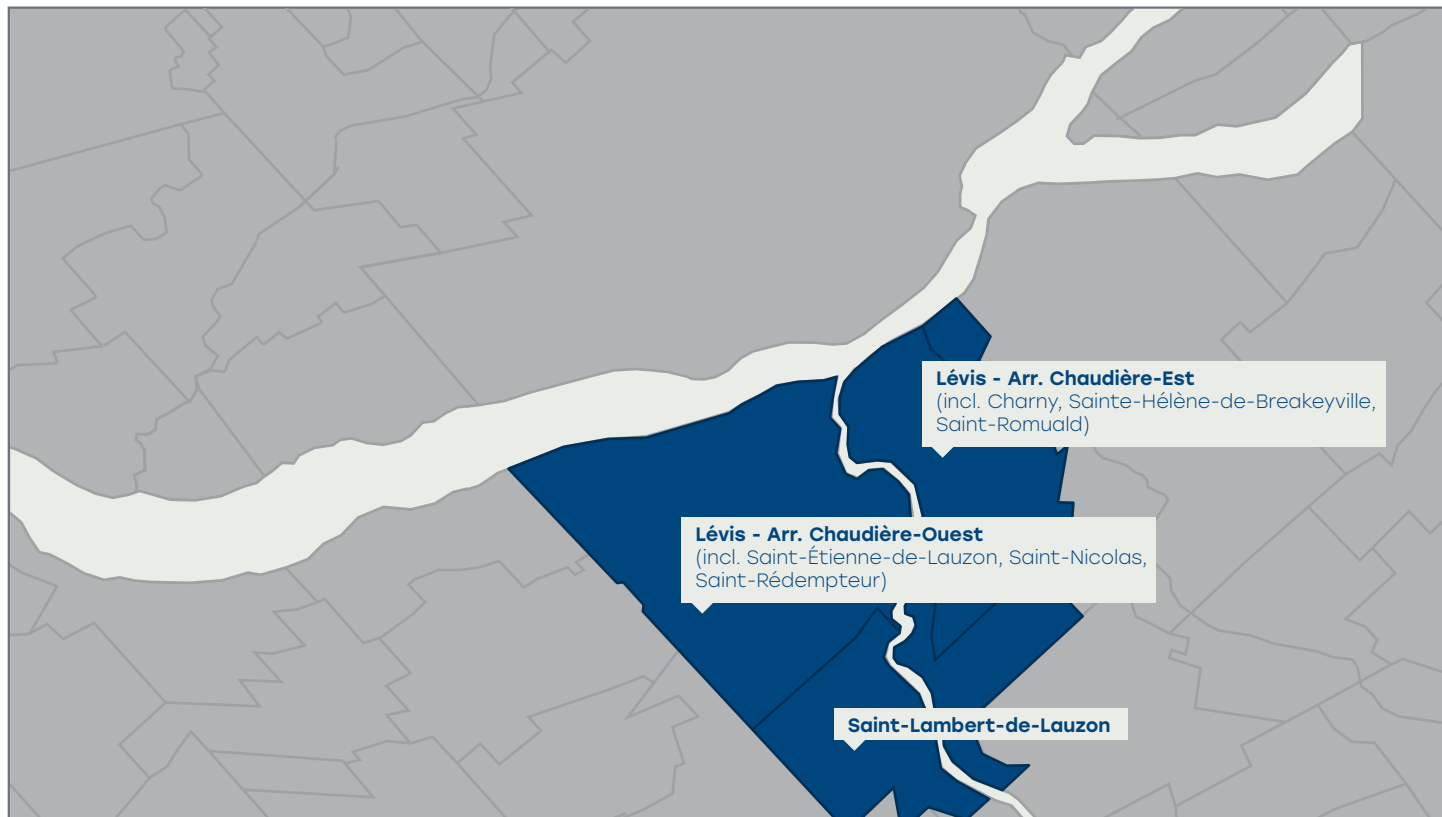 Lévis - Arr. Chaudière-Est
(incl. Charny, Sainte-Hélène-de-Breakeyville,
Saint-Romuald)
Lévis - Arr. Chaudière-Ouest
(incl. Saint-Étienne-de-Lauzon, Saint-Nicolas,
Saint-Rédempteur)
Saint-Lambert-de-Lauzon